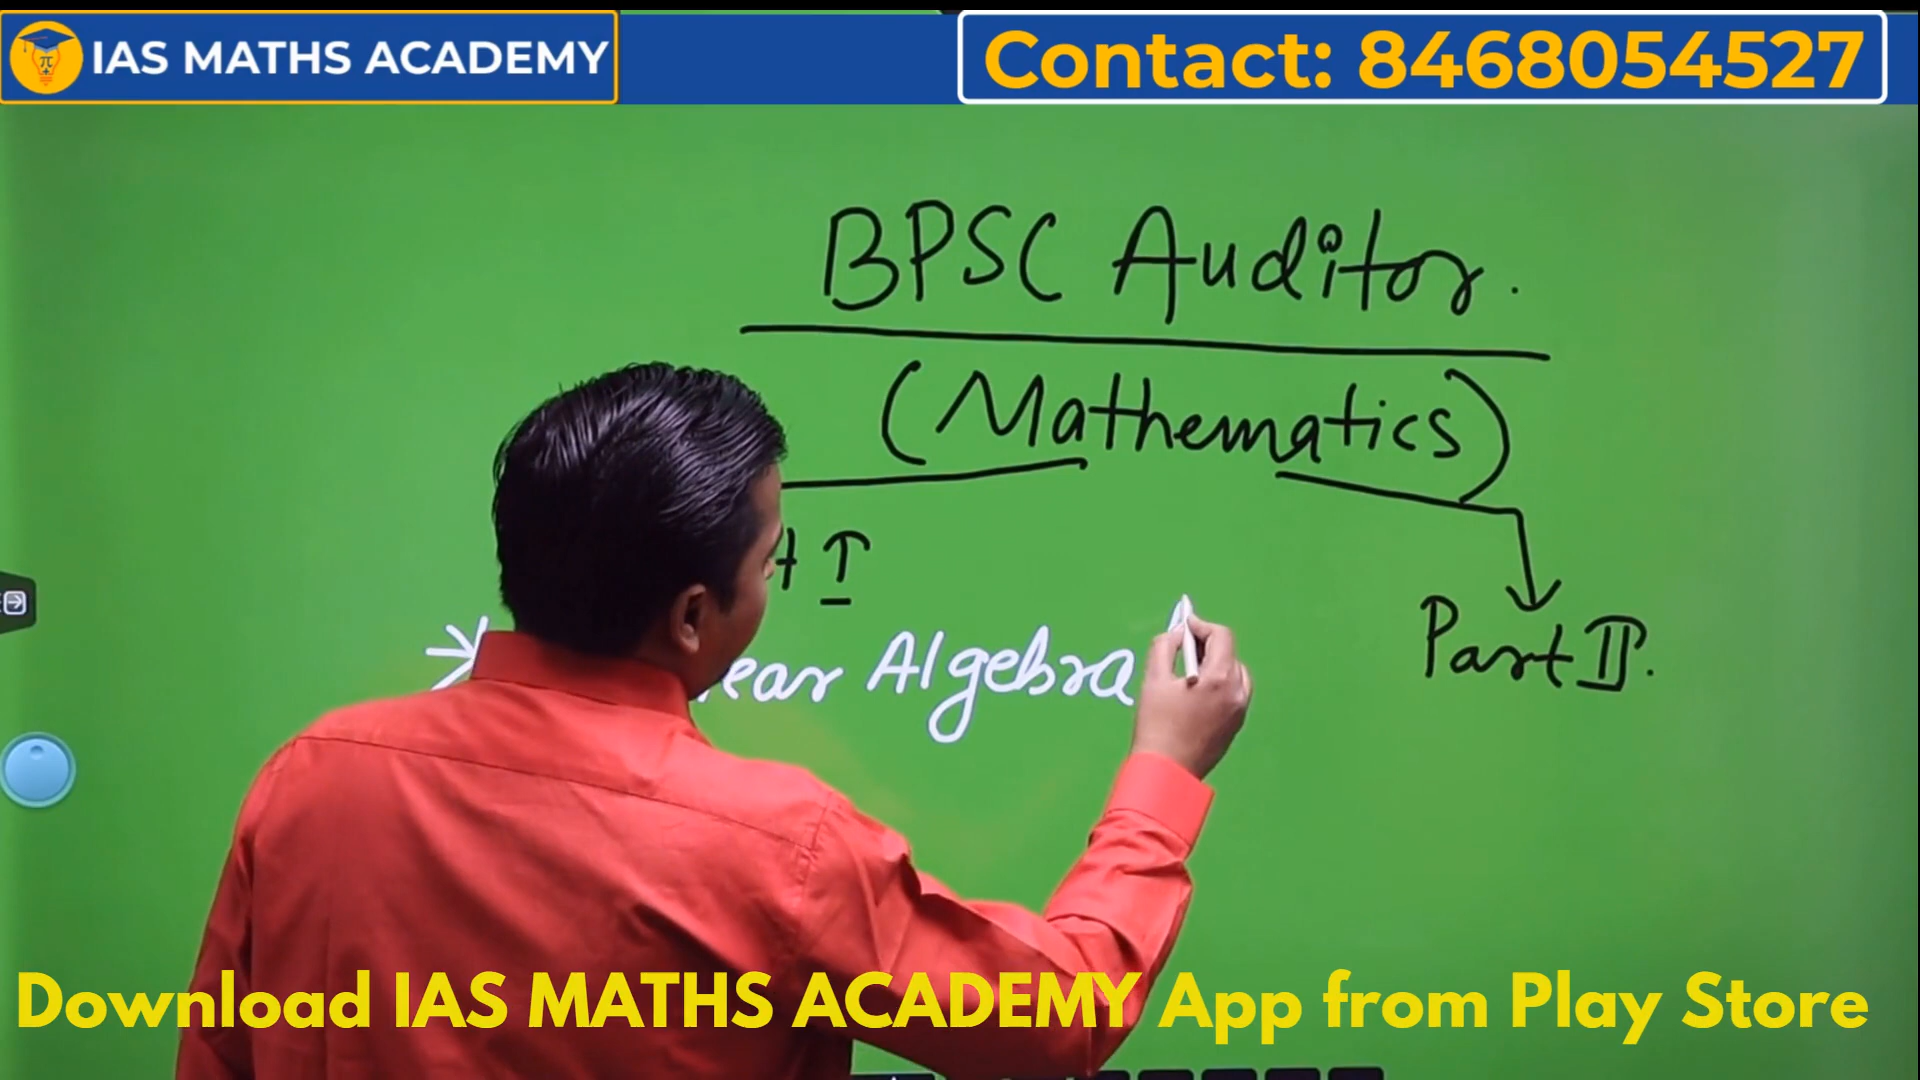 IAS MATHS ACADEMY
Contact: 8468054527
BPSC Auditor.
(Mathematics)
I
Part II.
Algebra
Download IAS MATHS ACADEMY App from Play Store